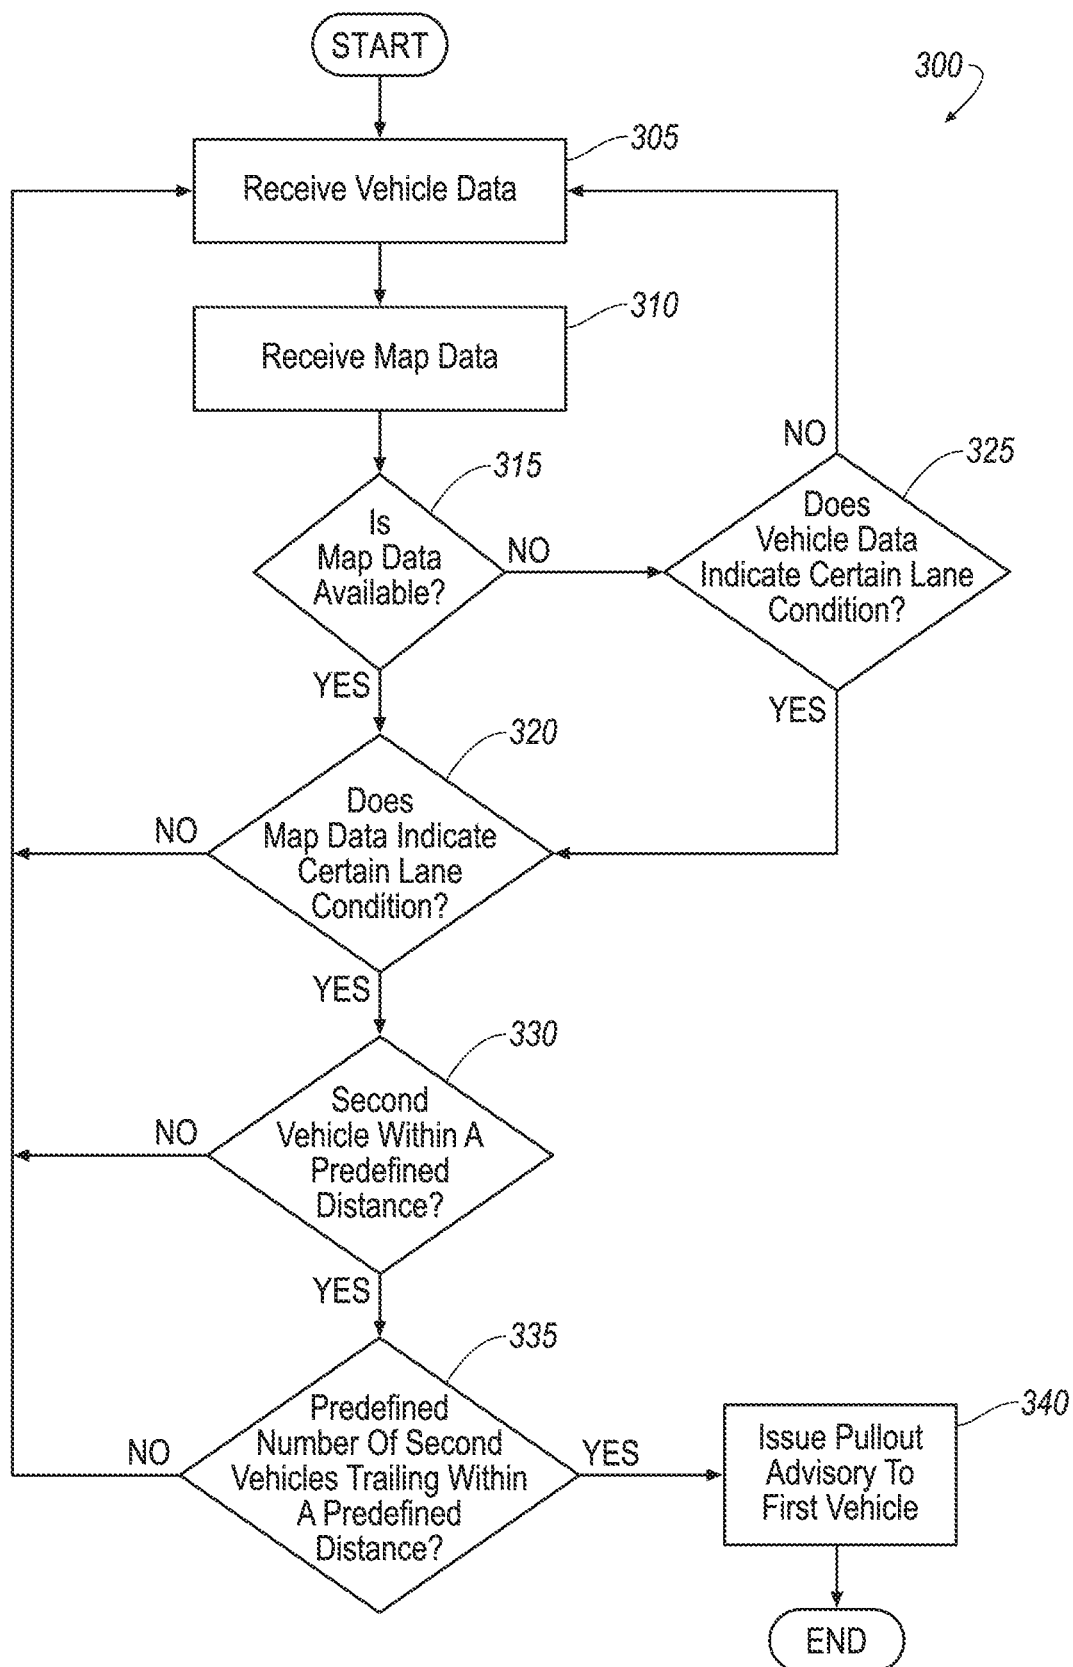 START
300
305
Receive Vehicle Data
310
Receive Map Data
315
Is
Map Data
Available?
NO
YES
NO
325
Does
Vehicle Data
Indicate Certain Lane
Condition?
YES
320
Does
Map Data Indicate
Certain Lane
Condition?
NO
YES
330
Second
Vehicle Within A
Predefined
Distance?
NO
YES
335
Predefined
Number Of Second
Vehicles Trailing Within
A Predefined
Distance?
NO
YES
340
Issue Pullout
Advisory To
First Vehicle
END